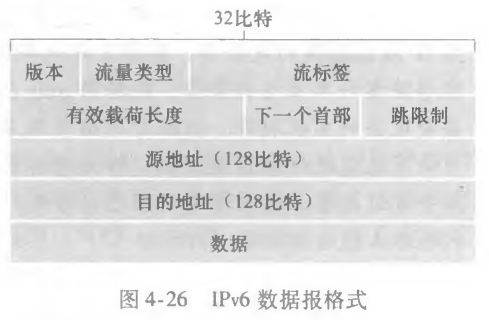 32比特
版本 流量类型 流标签
有效载荷长度 下一个首部 跳限制
源地址（128比特）
目的地址（128比特）
数据
图 4-26 IPv6 数据报格式